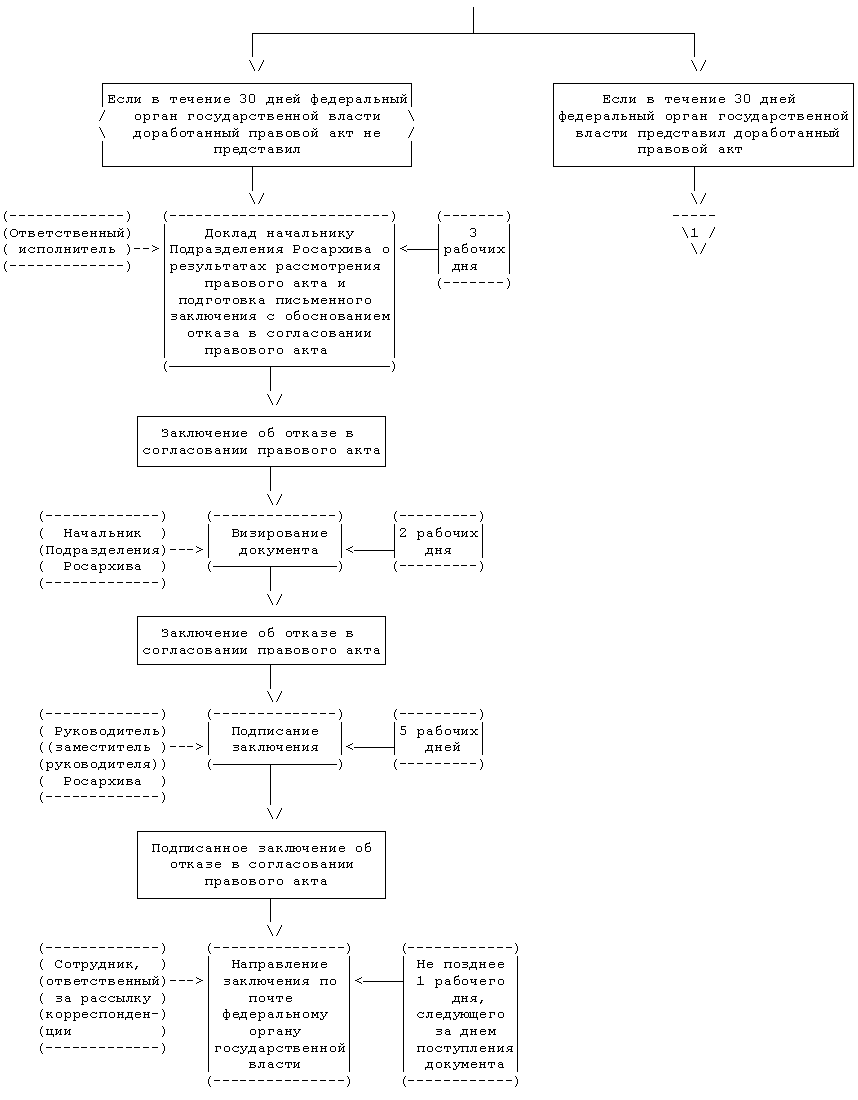 Если в течение 30 дней федеральный
орган государственной власти
доработанный правовой акт не
представил
Если в течение 30 дней
федеральный орган государственной
власти представил доработанный
правовой акт
(Ответственный)
( исполнитель )
Доклад начальнику
Подразделения Росархива о
результатах рассмотрения
правового акта и
подготовка письменного
заключения с обоснованием
отказа в согласовании
правового акта
3
рабочих
дня
1
Заключение об отказе в
согласовании правового акта
( Начальник )
(Подразделения)
( Росархива )
Визирование
документа
2 рабочих
дня
Заключение об отказе в
согласовании правового акта
( Руководитель)
((заместитель )
(руководителя))
( Росархива )
Подписание
заключения
5 рабочих
дней
Подписанное заключение об
отказе в согласовании
правового акта
( Сотрудник, )
(ответственный)
( за рассылку )
(корреспонден-)
(ции )
Направление
заключения по
почте
федеральному
органу
государственной
власти
Не позднее
1 рабочего
дня,
следующего
за днем
поступления
документа